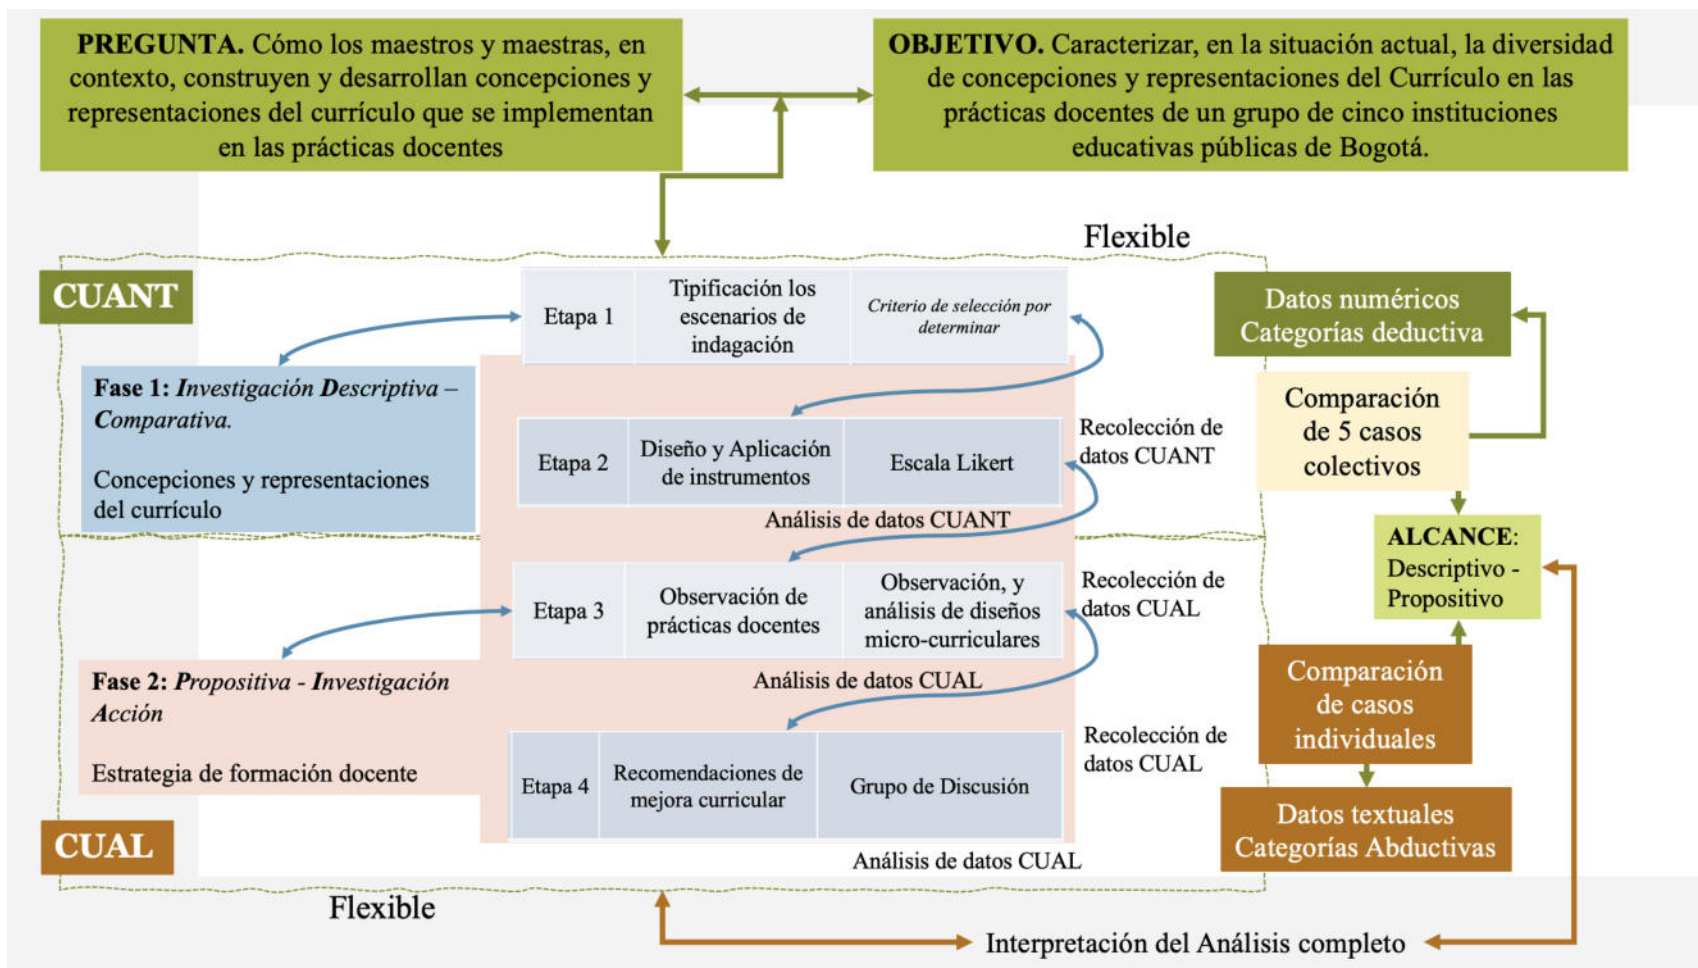 PREGUNTA. Cómo los maestros y maestras, en
contexto, construyen y desarrollan concepciones y
representaciones del currículo que se implementan
en las prácticas docentes
OBJETIVO. Caracterizar, en la situación actual, la diversidad
de concepciones y representaciones del Currículo en las
prácticas docentes de un grupo de cinco instituciones
educativas públicas de Bogotá.
Flexible
CUANT
Etapa 1
Tipificación los
escenarios de
indagación
Criterio de selección por
determinar
Datos numéricos
Categorías deductiva
Fase 1: Investigación Descriptiva –
Comparativa.
Concepciones y representaciones
del currículo
Etapa 2
Diseño y Aplicación
de instrumentos
Escala Likert
Recolección de
datos CUANT
Comparación
de 5 casos
colectivos
Análisis de datos CUANT
ALCANCE:
Descriptivo -
Propositivo
Etapa 3
Observación de
prácticas docentes
Observación, y
análisis de diseños
micro-curriculares
Recolección de
datos CUAL
Fase 2: Propositiva - Investigación
Acción
Estrategia de formación docente
Análisis de datos CUAL
Comparación
de casos
individuales
Etapa 4
Recomendaciones de
mejora curricular
Grupo de Discusión
Recolección de
datos CUAL
Datos textuales
Categorías Abductivas
CUAL
Análisis de datos CUAL
Flexible
Interpretación del Análisis completo